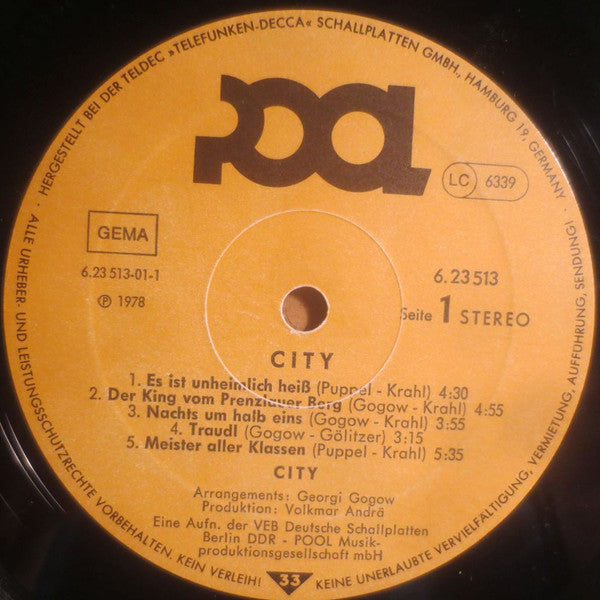 HERGESTELLT BEI DER TELDEC »TELEFUNKEN-DECCA« SCHALLPLATTEN GMBH., HAMBURG 19, GERMANY ·
POOL
LC 6339
GEMA
6.23 513-01-1
Ⓟ 1978
6.23 513
Seite 1 STEREO
CITY
1. Es ist unheimlich heiß (Puppel - Krahl) 4:30
2. Der King vom Prenzlauer Berg (Gogow - Krahl) 4:55
3. Nachts um halb eins (Gogow - Krahl) 3:55
4. Traudl (Gogow - Gölitzer) 3:15
5. Meister aller Klassen (Puppel - Krahl) 5:35
CITY
Arrangements: Georgi Gogow
Produktion: Volkmar Andrä
Eine Aufn. der VEB Deutsche Schallplatten
Berlin DDR - POOL Musik-
produktionsgesellschaft mbH
· ALLE URHEBER- UND LEISTUNGSSCHUTZRECHTE VORBEHALTEN. KEIN VERLEIH! 33 KEINE UNERLAUBTE VERVIELFÄLTIGUNG, VERMIETUNG, AUFFÜHRUNG, SENDUNG!